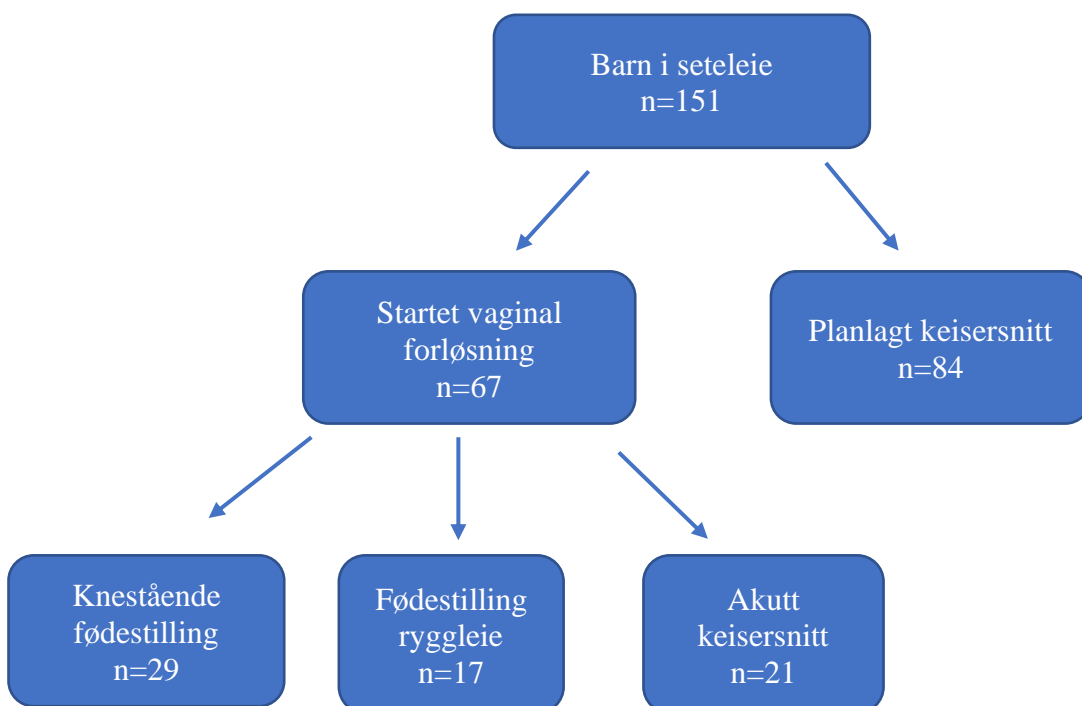 Barn i seteleie
n=151
Startet vaginal
forløsning
n=67
Planlagt keisersnitt
n=84
Knestående
fødestilling
n=29
Fødestilling
ryggleie
n=17
Akutt
keisersnitt
n=21